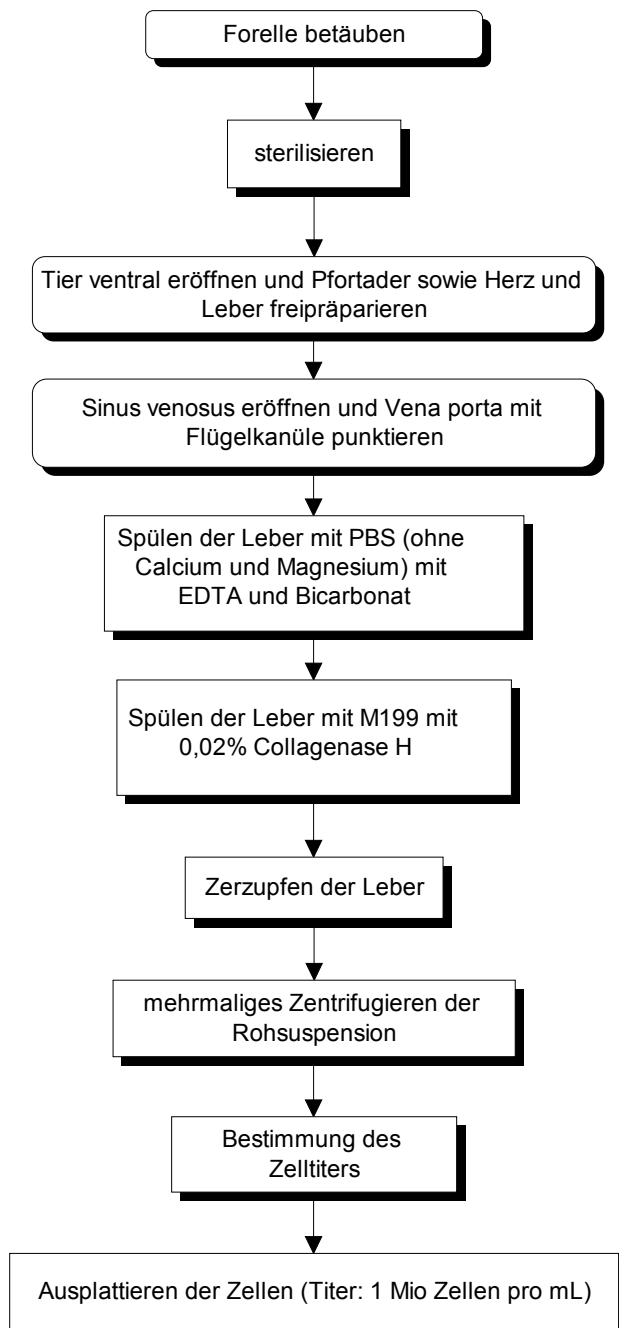 Forelle betäuben
sterilisieren
Tier ventral eröffnen und Pfortader sowie Herz und
Leber freipräparieren
Sinus venosus eröffnen und Vena porta mit
Flügelkanüle punktieren
Spülen der Leber mit PBS (ohne
Calcium und Magnesium) mit
EDTA und Bicarbonat
Spülen der Leber mit M199 mit
0,02% Collagenase H
Zerzupfen der Leber
mehrmaliges Zentrifugieren der
Rohsuspension
Bestimmung des
Zelltiters
Ausplattieren der Zellen (Titer: 1 Mio Zellen pro mL)